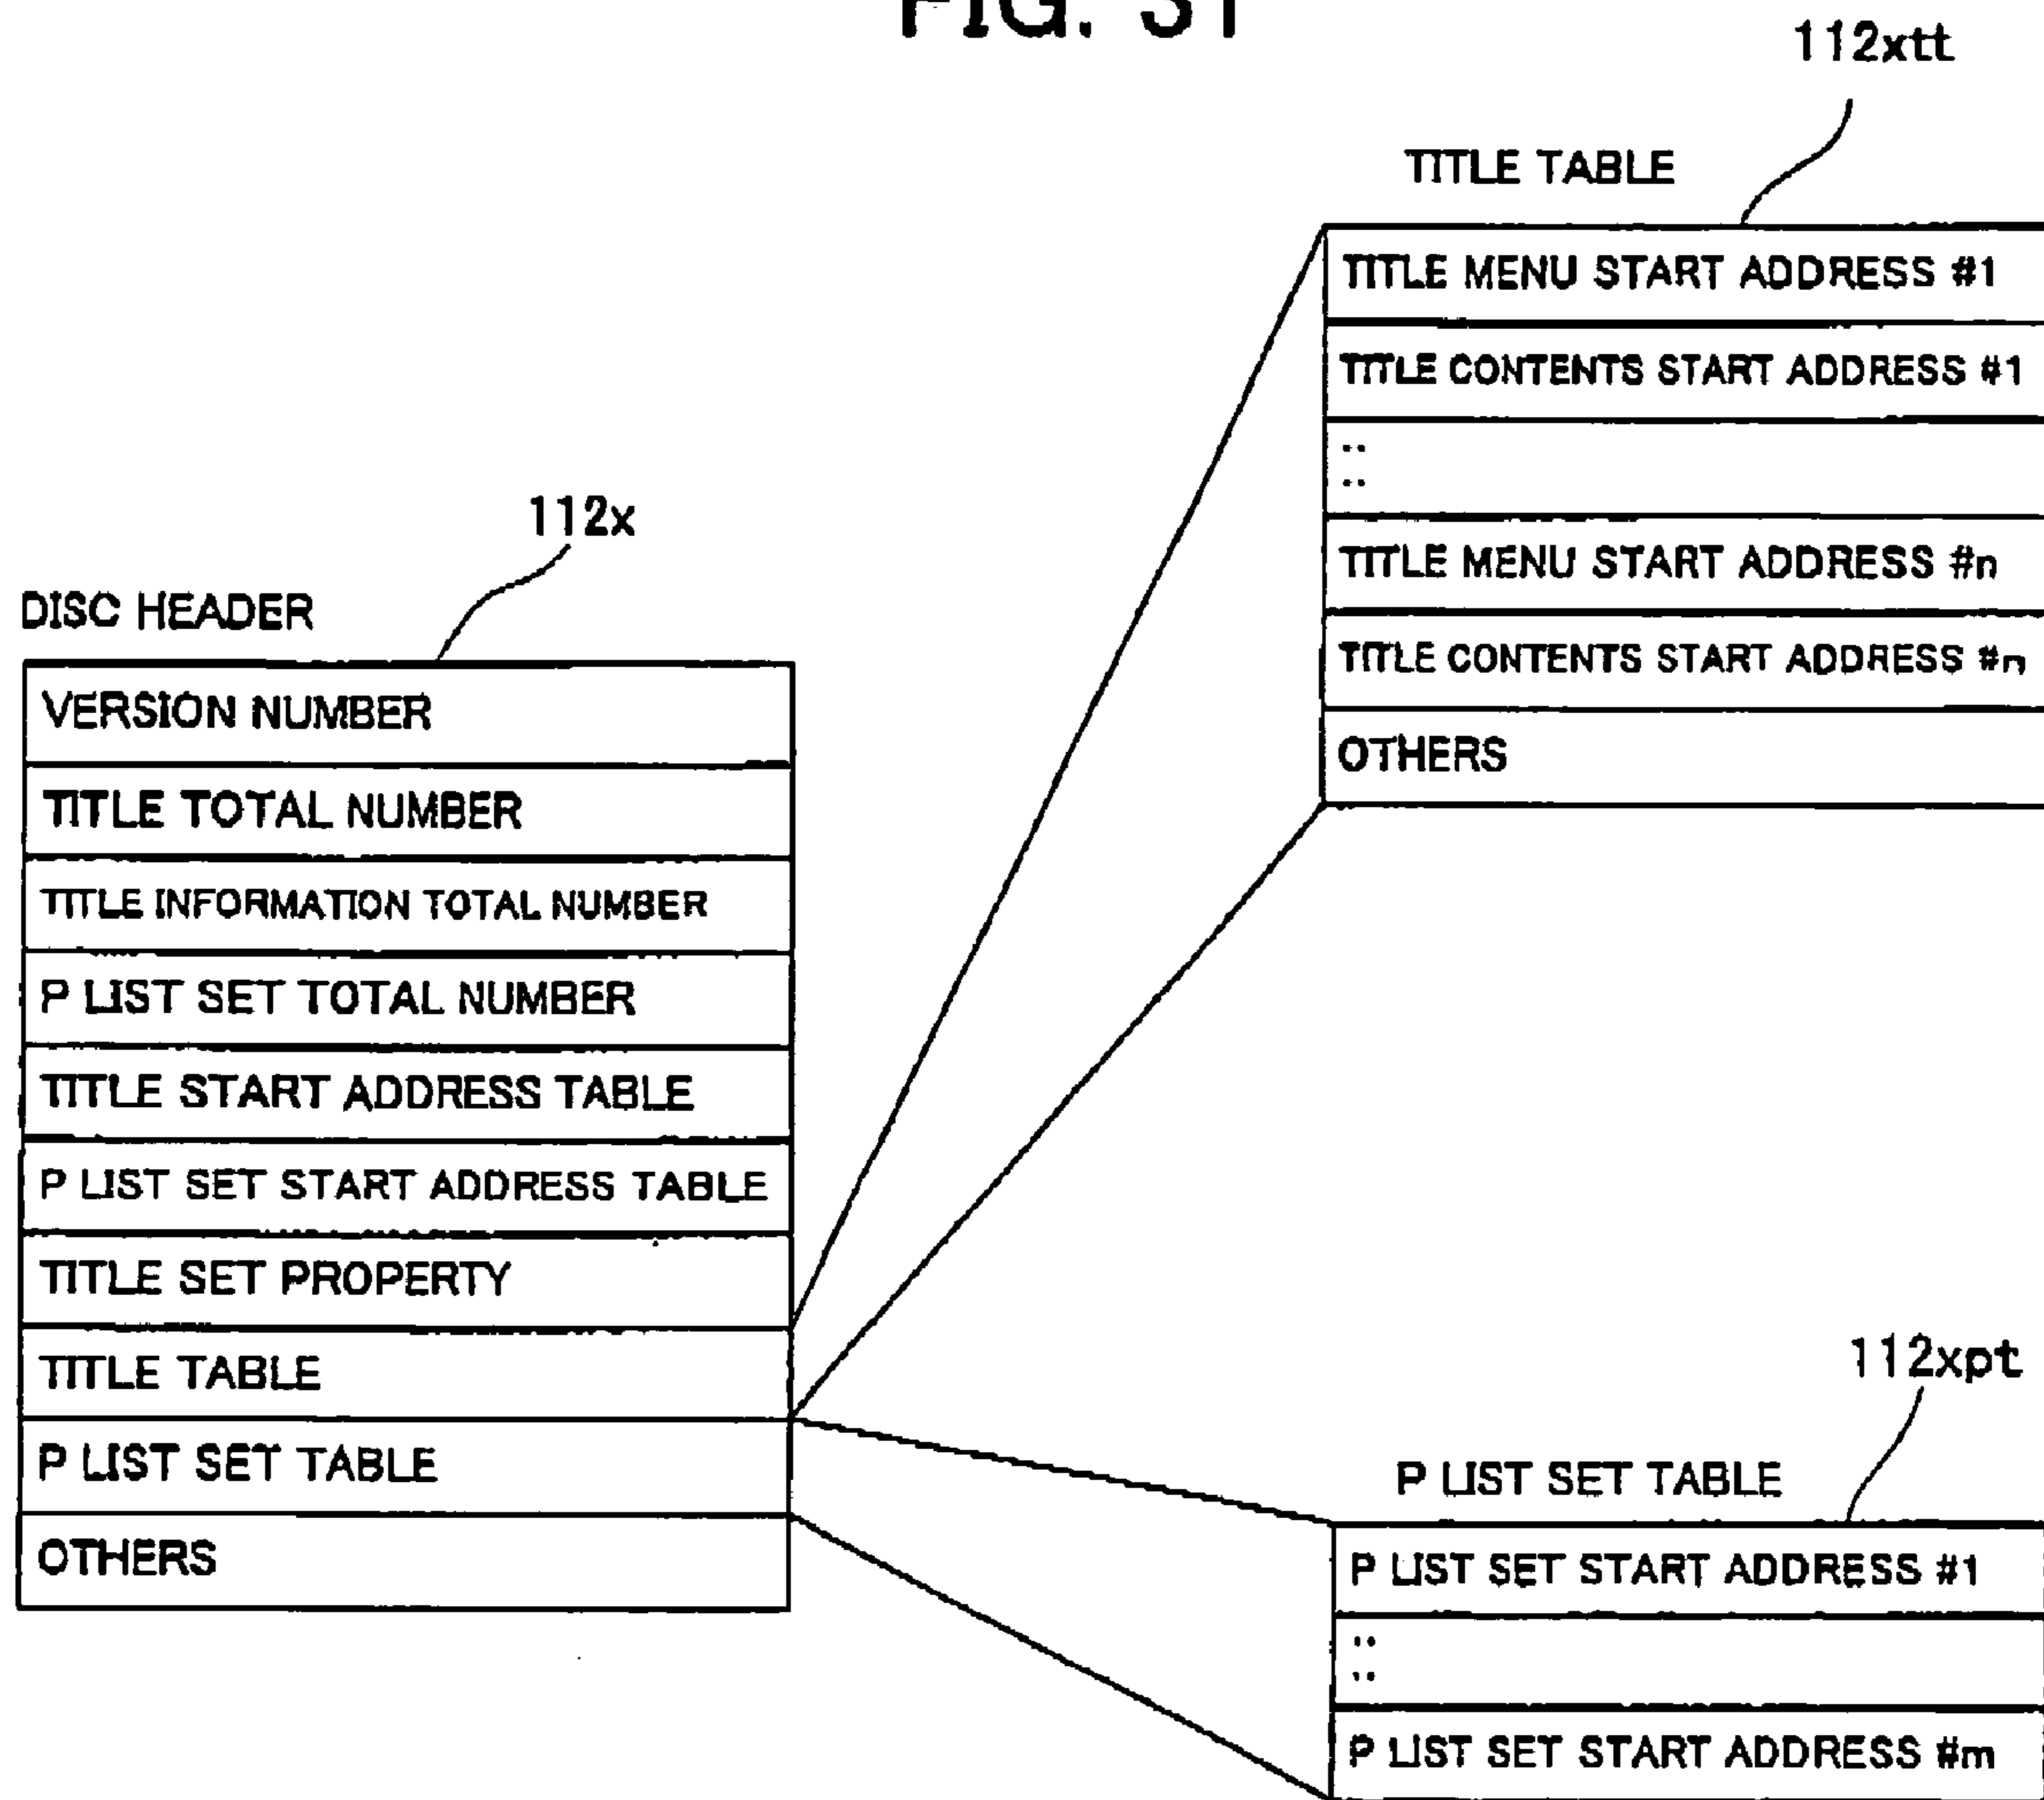 FIG. 31
112xtt
TITLE TABLE
TITLE MENU START ADDRESS #1
TITLE CONTENTS START ADDRESS #1
::
::
TITLE MENU START ADDRESS #n
TITLE CONTENTS START ADDRESS #n
OTHERS
112x
DISC HEADER
VERSION NUMBER
TITLE TOTAL NUMBER
TITLE INFORMATION TOTAL NUMBER
P LIST SET TOTAL NUMBER
TITLE START ADDRESS TABLE
P LIST SET START ADDRESS TABLE
TITLE SET PROPERTY
TITLE TABLE
P LIST SET TABLE
OTHERS
112xpt
P LIST SET TABLE
P LIST SET START ADDRESS #1
::
::
P LIST SET START ADDRESS #m